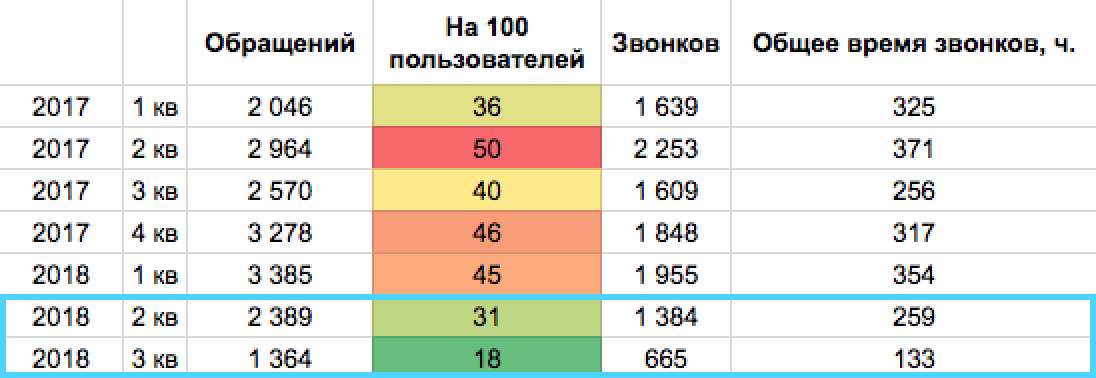 Обращений На 100 пользователей Звонков Общее время звонков, ч.
2017 1 кв 2 046 36 1 639 325
2017 2 кв 2 964 50 2 253 371
2017 3 кв 2 570 40 1 609 256
2017 4 кв 3 278 46 1 848 317
2018 1 кв 3 385 45 1 955 354
2018 2 кв 2 389 31 1 384 259
2018 3 кв 1 364 18 665 133